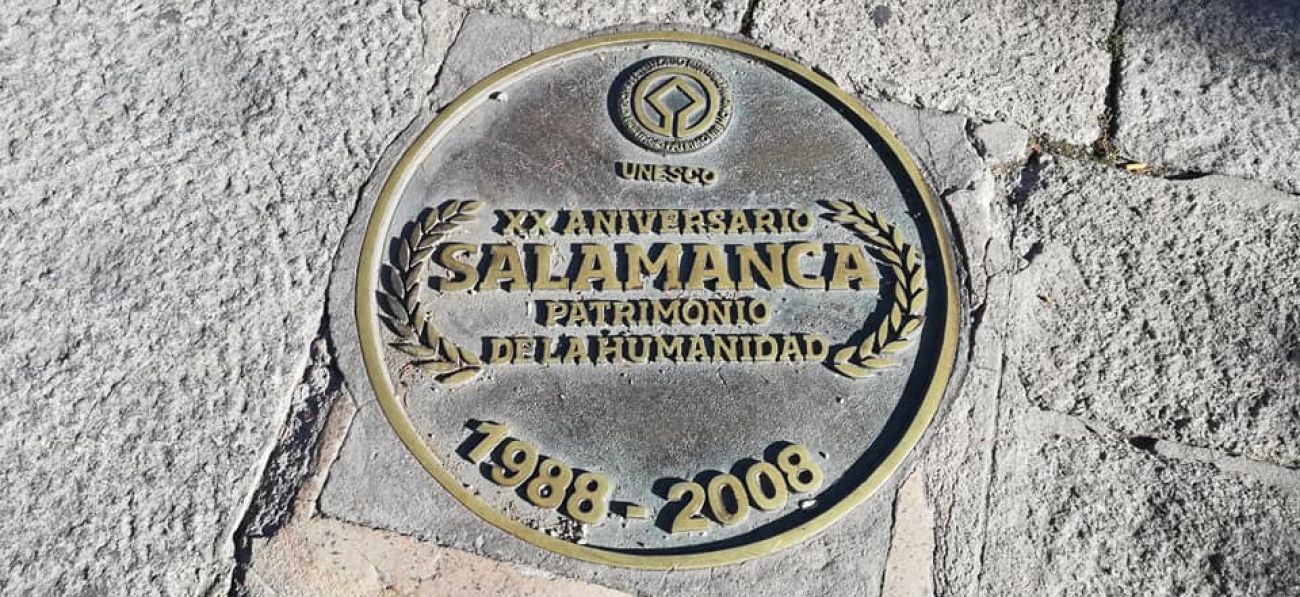 UNESCO
XX ANIVERSARIO
SALAMANCA
PATRIMONIO
DE LA HUMANIDAD
1988 - 2008